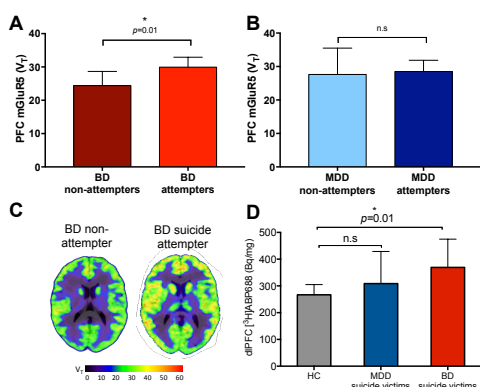 A
*
p=0.01
PFC mGluR5 (VT)
40
30
20
10
0
BD
non-attempters
BD
attempters
B
n.s
PFC mGluR5 (VT)
40
30
20
10
0
MDD
non-attempters
MDD
attempters
C
BD non-
attempter
BD suicide
attempter
VT
0 10 20 30 40 50 60
D
*
p=0.01
n.s
dlPFC [³H]ABP688 (Bq/mg)
500
400
300
200
100
0
HC
MDD
suicide victims
BD
suicide victims